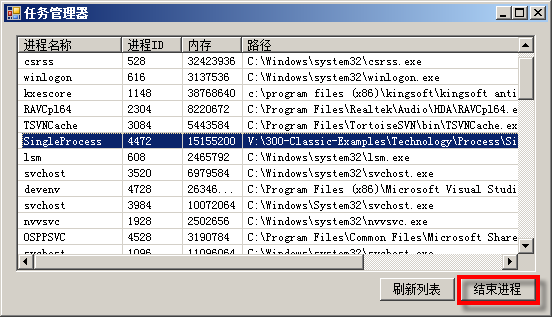 任务管理器
进程名称 进程ID 内存 路径
csrss 528 32423936 C:\Windows\system32\csrss.exe
winlogon 616 3137536 C:\Windows\system32\winlogon.exe
kxescore 1148 38768640 c:\program files (x86)\kingsoft\kingsoft anti
RAVCpl64 2304 8220672 C:\Program Files\Realtek\Audio\HDA\RAVCpl64.e
TSVNCache 3084 5443584 C:\Program Files\TortoiseSVN\bin\TSVNCache.
SingleProcess 4472 15155200 V:\300-Classic-Examples\Technology\Process\Si
lsm 608 2465792 C:\Windows\system32\lsm.exe
svchost 3520 6979584 C:\Windows\system32\svchost.exe
devenv 4728 26346... C:\Program Files (x86)\Microsoft Visual Studi
svchost 3984 10072064 C:\Windows\System32\svchost.exe
nvvsvc 1928 2502656 C:\Windows\system32\nvvsvc.exe
OSPPSVC 4528 3190784 C:\Program Files\Common Files\Microsoft Share
svchost 1096 11096064 C:\Windows\system32\svchost.exe
刷新列表 结束进程